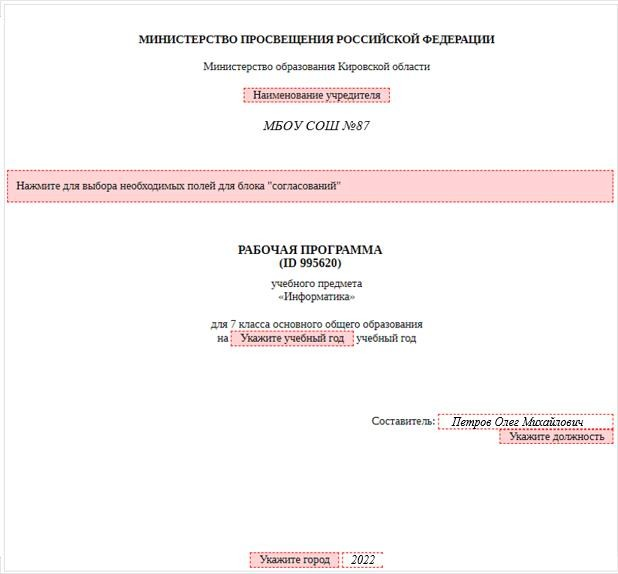 МИНИСТЕРСТВО ПРОСВЕЩЕНИЯ РОССИЙСКОЙ ФЕДЕРАЦИИ
Министерство образования Кировской области
Наименование учредителя
МБОУ СОШ №87
Нажмите для выбора необходимых полей для блока "согласований"
РАБОЧАЯ ПРОГРАММА
(ID 995620)
учебного предмета
«Информатика»
для 7 класса основного общего образования
на Укажите учебный год учебный год
Составитель: Петров Олег Михайлович
Укажите должность
Укажите город 2022